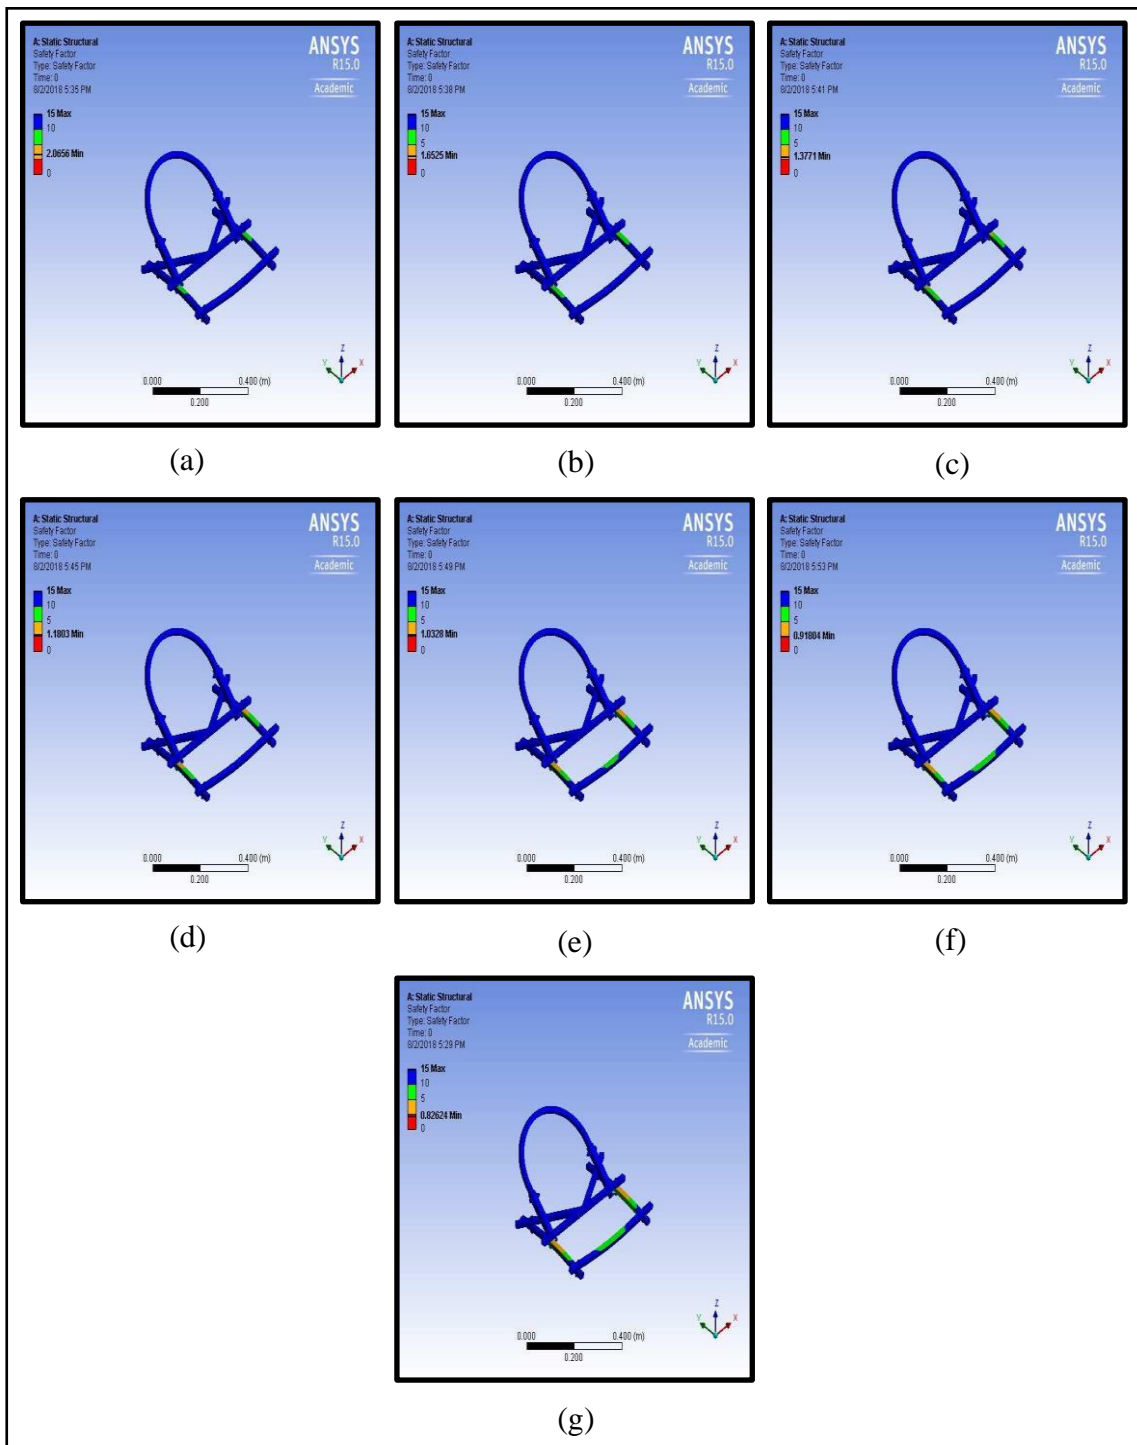 A: Static Structural
Safety Factor
Type: Safety Factor
Time: 0
8/2/2018 5:35 PM
ANSYS
R15.0
Academic
15 Max
10
5
2.0656 Min
0
Z
Y
X
0.000
0.400 (m)
0.200
(a)
A: Static Structural
Safety Factor
Type: Safety Factor
Time: 0
8/2/2018 5:38 PM
ANSYS
R15.0
Academic
15 Max
10
5
1.6525 Min
0
Z
Y
X
0.000
0.400 (m)
0.200
(b)
A: Static Structural
Safety Factor
Type: Safety Factor
Time: 0
8/2/2018 5:41 PM
ANSYS
R15.0
Academic
15 Max
10
5
1.3771 Min
0
Z
Y
X
0.000
0.400 (m)
0.200
(c)
A: Static Structural
Safety Factor
Type: Safety Factor
Time: 0
8/2/2018 5:45 PM
ANSYS
R15.0
Academic
15 Max
10
5
1.1803 Min
0
Z
Y
X
0.000
0.400 (m)
0.200
(d)
A: Static Structural
Safety Factor
Type: Safety Factor
Time: 0
8/2/2018 5:49 PM
ANSYS
R15.0
Academic
15 Max
10
5
1.0328 Min
0
Z
Y
X
0.000
0.400 (m)
0.200
(e)
A: Static Structural
Safety Factor
Type: Safety Factor
Time: 0
8/2/2018 5:53 PM
ANSYS
R15.0
Academic
15 Max
10
5
0.91804 Min
0
Z
Y
X
0.000
0.400 (m)
0.200
(f)
A: Static Structural
Safety Factor
Type: Safety Factor
Time: 0
8/2/2018 5:29 PM
ANSYS
R15.0
Academic
15 Max
10
5
0.82624 Min
0
Z
Y
X
0.000
0.400 (m)
0.200
(g)